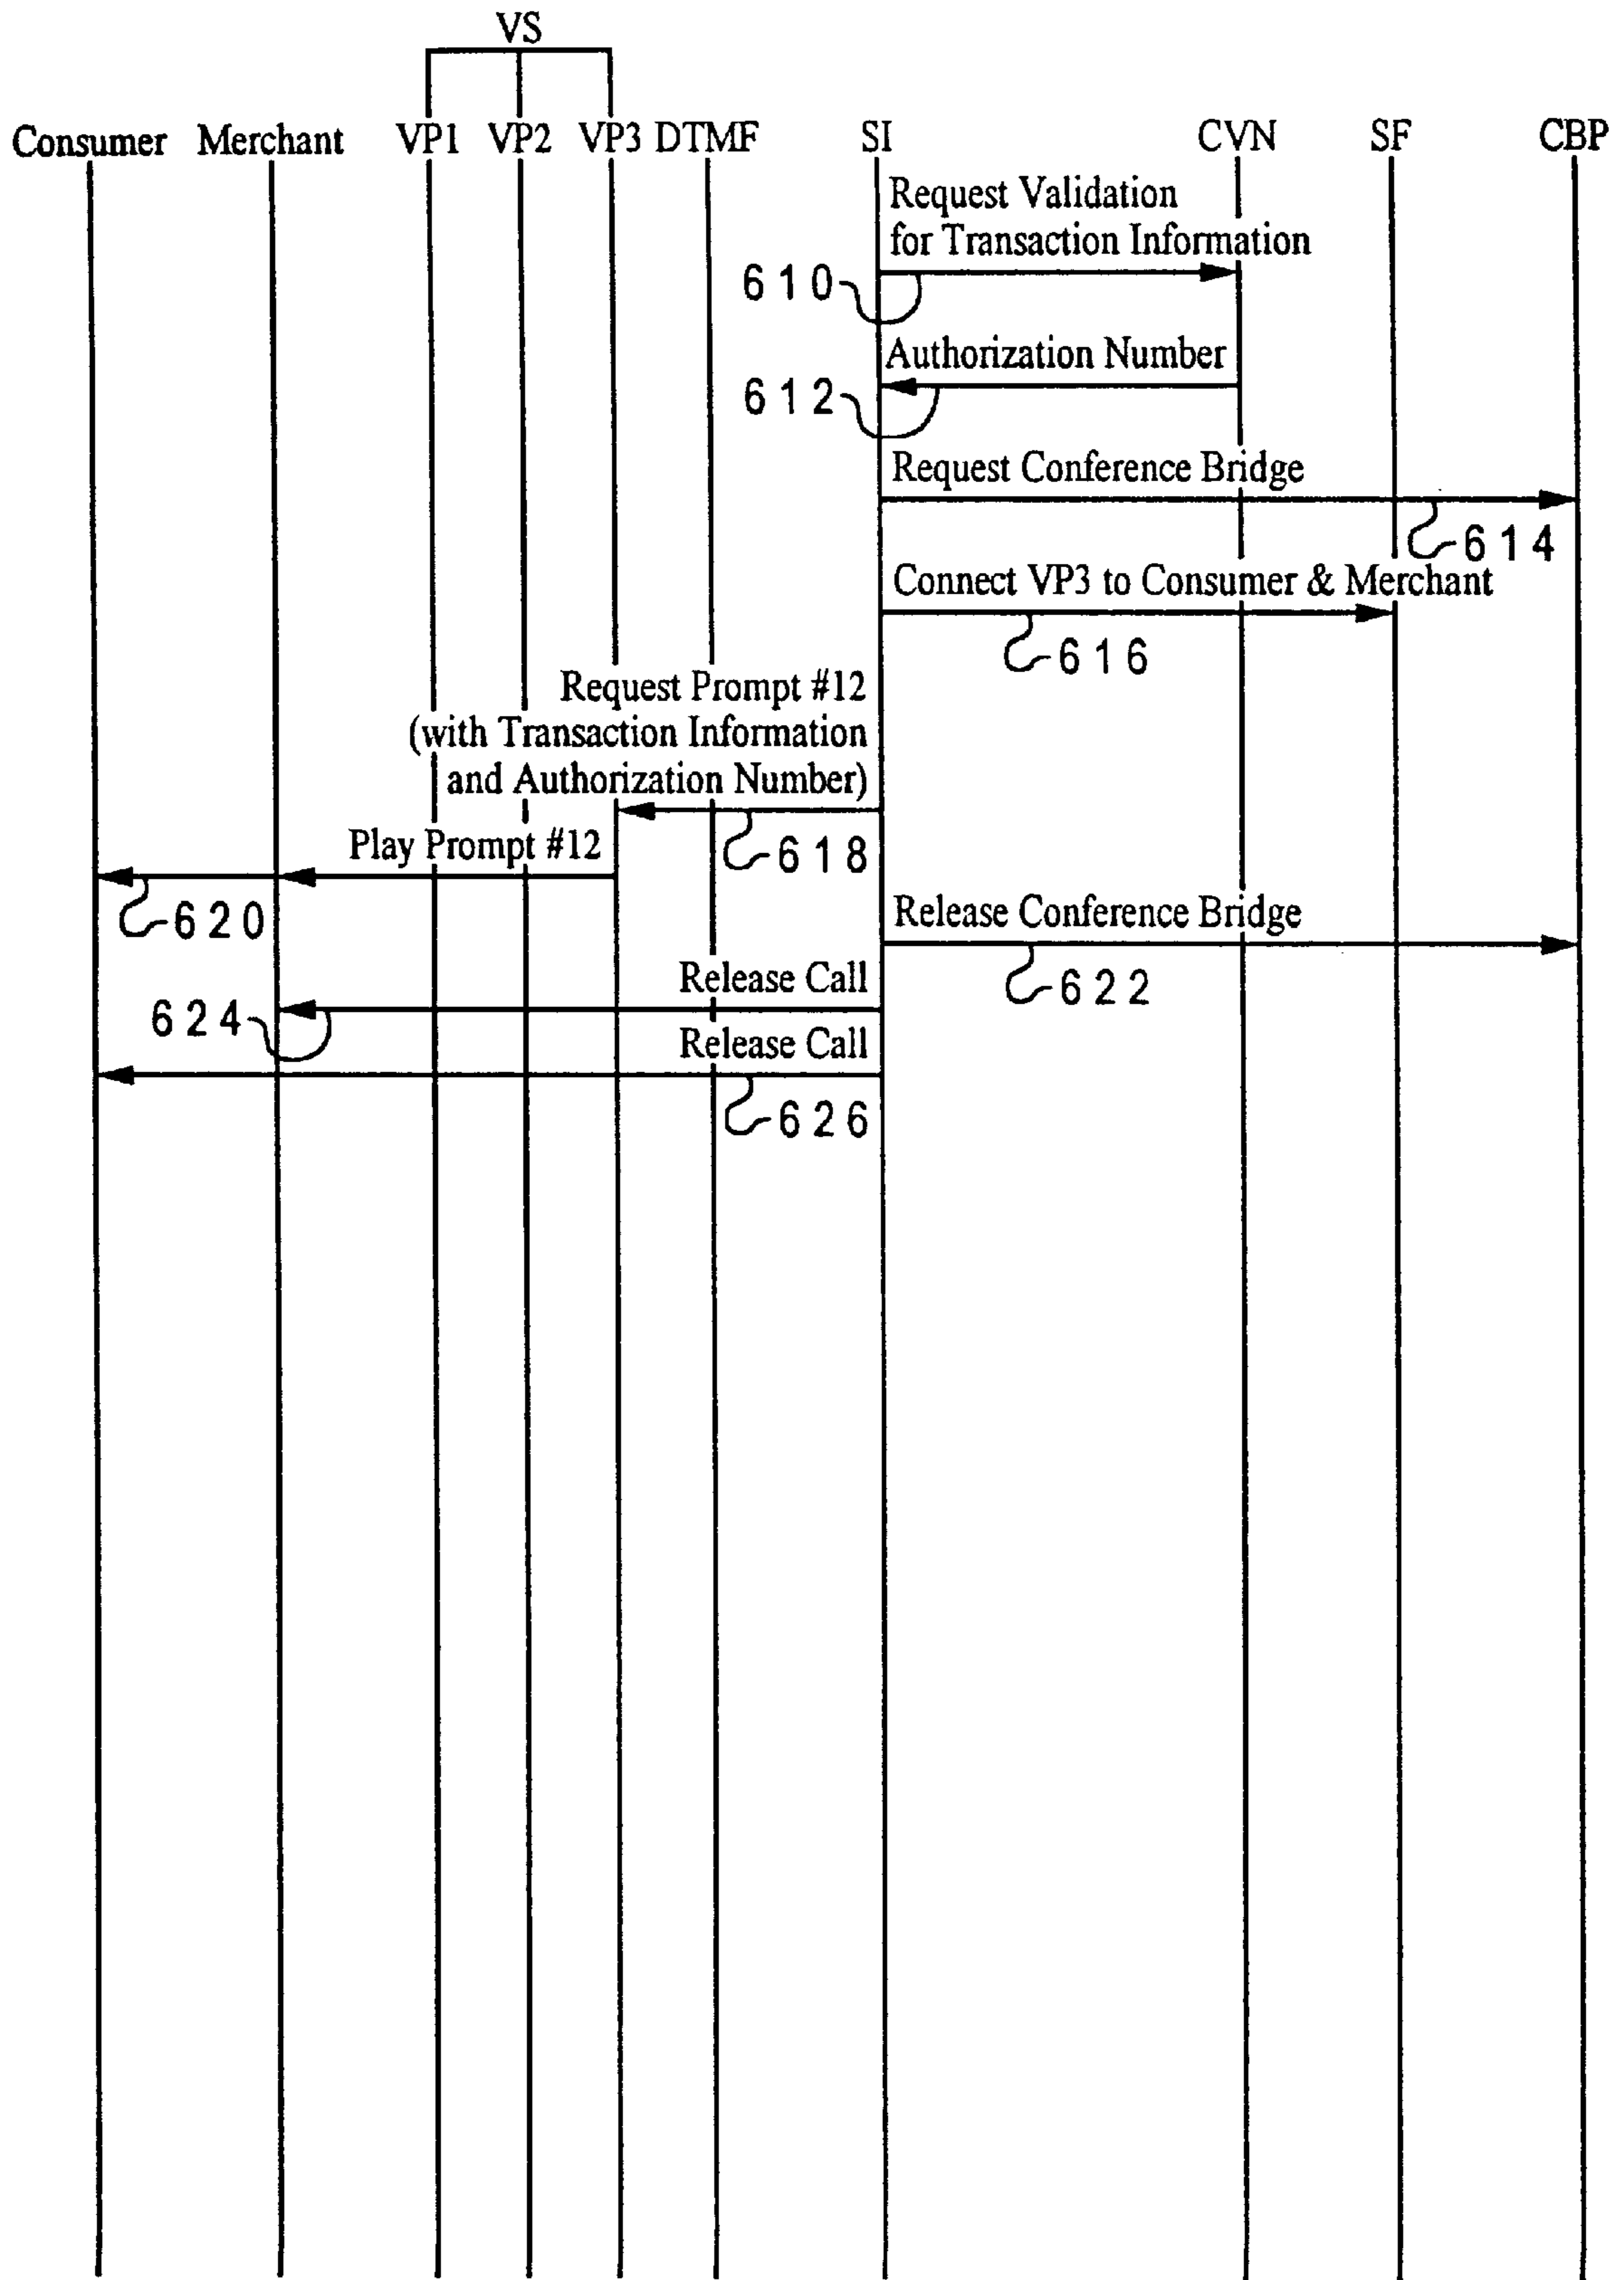 VS
Consumer Merchant VP1 VP2 VP3 DTMF SI CVN SF CBP
Request Validation
for Transaction Information
610
Authorization Number
612
Request Conference Bridge
614
Connect VP3 to Consumer & Merchant
616
Request Prompt #12
(with Transaction Information
and Authorization Number)
618
Play Prompt #12
620
Release Conference Bridge
622
Release Call
624
Release Call
626